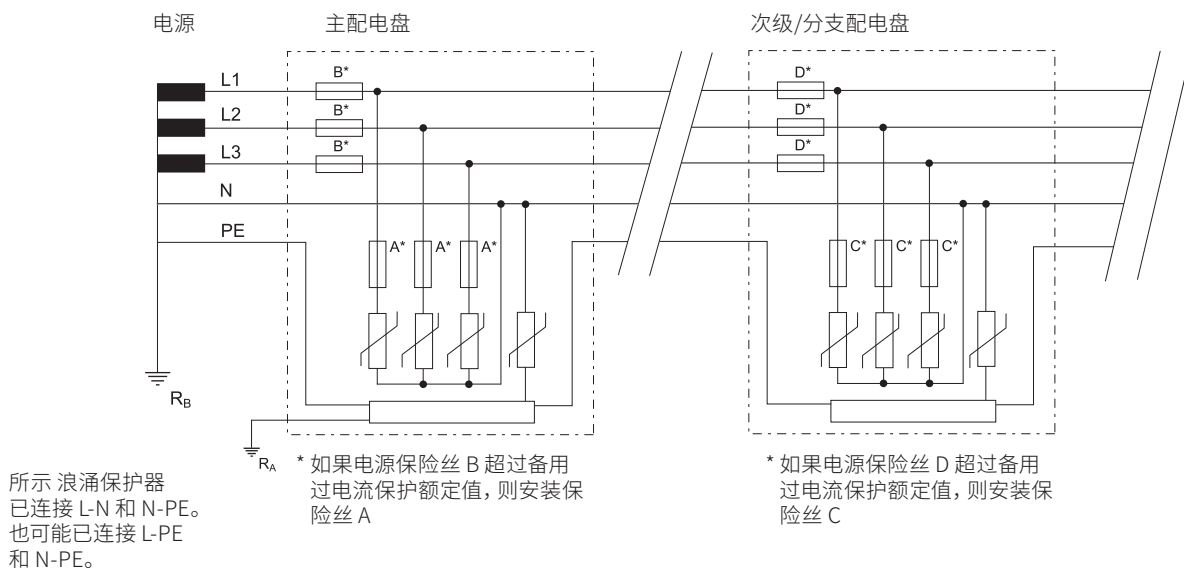 电源
主配电盘
次级/分支配电盘
L1
B*
D*
L2
B*
D*
L3
B*
D*
N
PE
A*
A*
A*
C*
C*
C*
RB
RA
* 如果电源保险丝 B 超过备用
过电流保护额定值，则安装保
险丝 A
* 如果电源保险丝 D 超过备用
过电流保护额定值，则安装保
险丝 C
所示 浪涌保护器
已连接 L-N 和 N-PE。
也可能已连接 L-PE
和 N-PE。